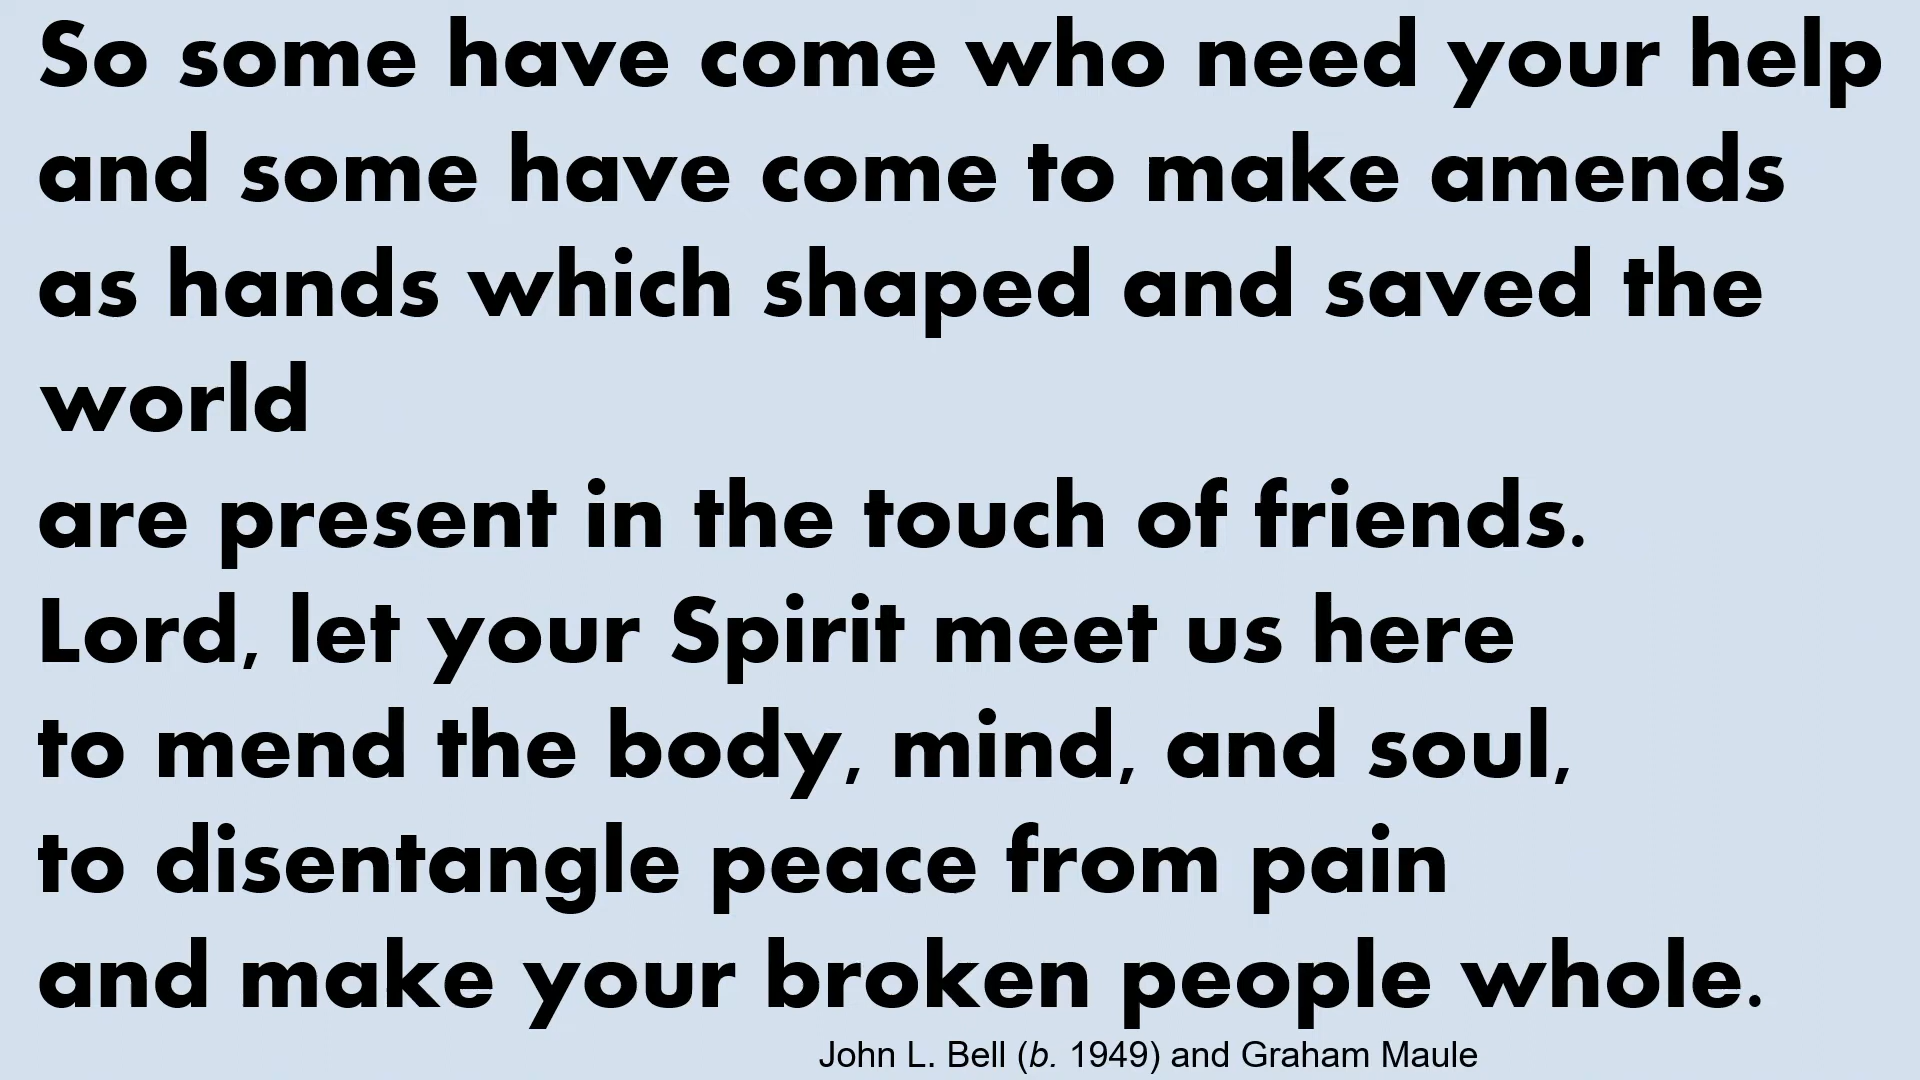 So some have come who need your help
and some have come to make amends
as hands which shaped and saved the
world
are present in the touch of friends.
Lord, let your Spirit meet us here
to mend the body, mind, and soul,
to disentangle peace from pain
and make your broken people whole.
John L. Bell (b. 1949) and Graham Maule